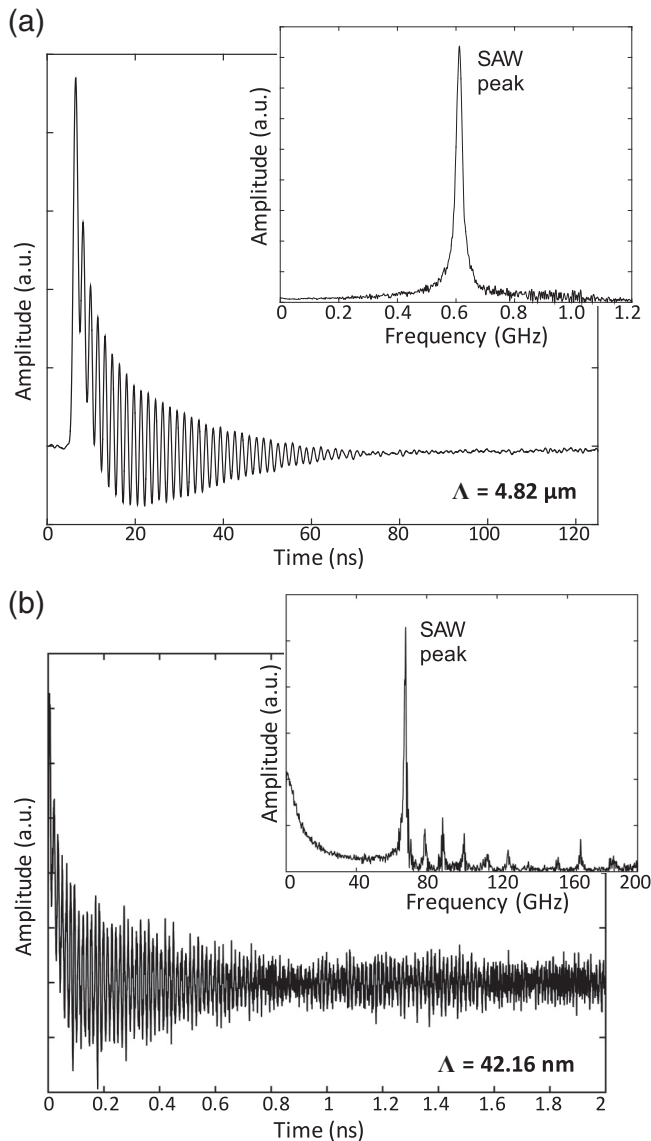 (a)
SAW
peak
Amplitude (a.u.)
0 0.2 0.4 0.6 0.8 1.0 1.2
Frequency (GHz)
Amplitude (a.u.)
Λ = 4.82 µm
0 20 40 60 80 100 120
Time (ns)
(b)
SAW
peak
Amplitude (a.u.)
0 40 80 120 160 200
Frequency (GHz)
Amplitude (a.u.)
Λ = 42.16 nm
0 0.2 0.4 0.6 0.8 1 1.2 1.4 1.6 1.8 2
Time (ns)